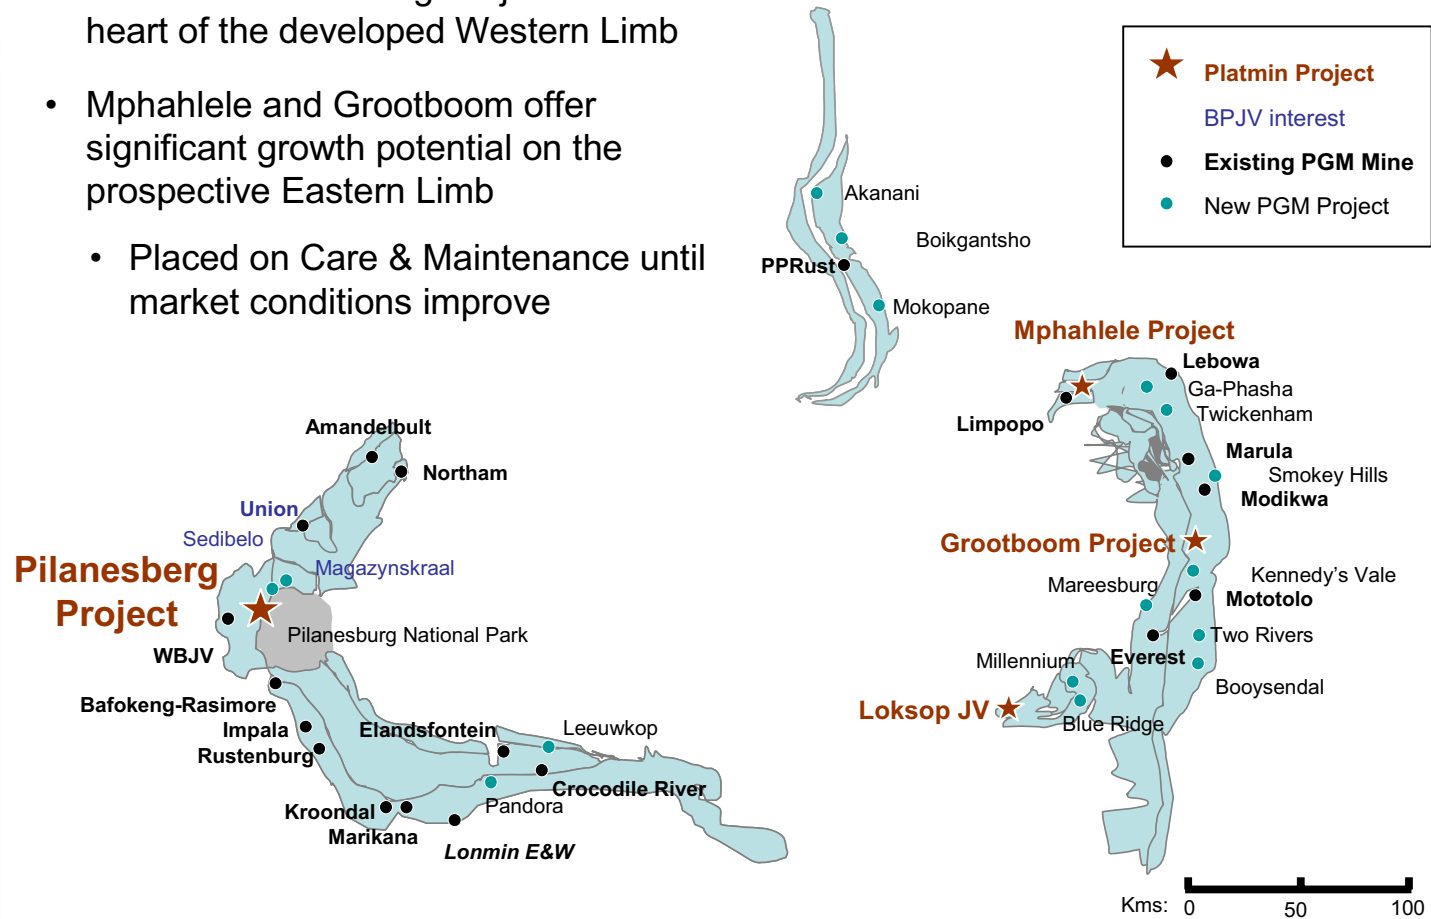 heart of the developed Western Limb
• Mphahlele and Grootboom offer
significant growth potential on the
prospective Eastern Limb
• Placed on Care & Maintenance until
market conditions improve
Platmin Project
BPJV interest
Existing PGM Mine
New PGM Project
Akanani
Boikgantsho
PPRust
Mokopane
Mphahlele Project
Lebowa
Ga-Phasha
Twickenham
Limpopo
Marula
Smokey Hills
Modikwa
Grootboom Project
Kennedy's Vale
Mareesburg
Mototolo
Two Rivers
Everest
Millennium
Booysendal
Loksop JV
Blue Ridge
Amandelbult
Northam
Union
Sedibelo
Magazynskraal
Pilanesberg
Project
Pilanesburg National Park
WBJV
Bafokeng-Rasimore
Impala
Rustenburg
Elandsfontein
Leeuwkop
Crocodile River
Pandora
Kroondal
Marikana
Lonmin E&W
Kms: 0 50 100